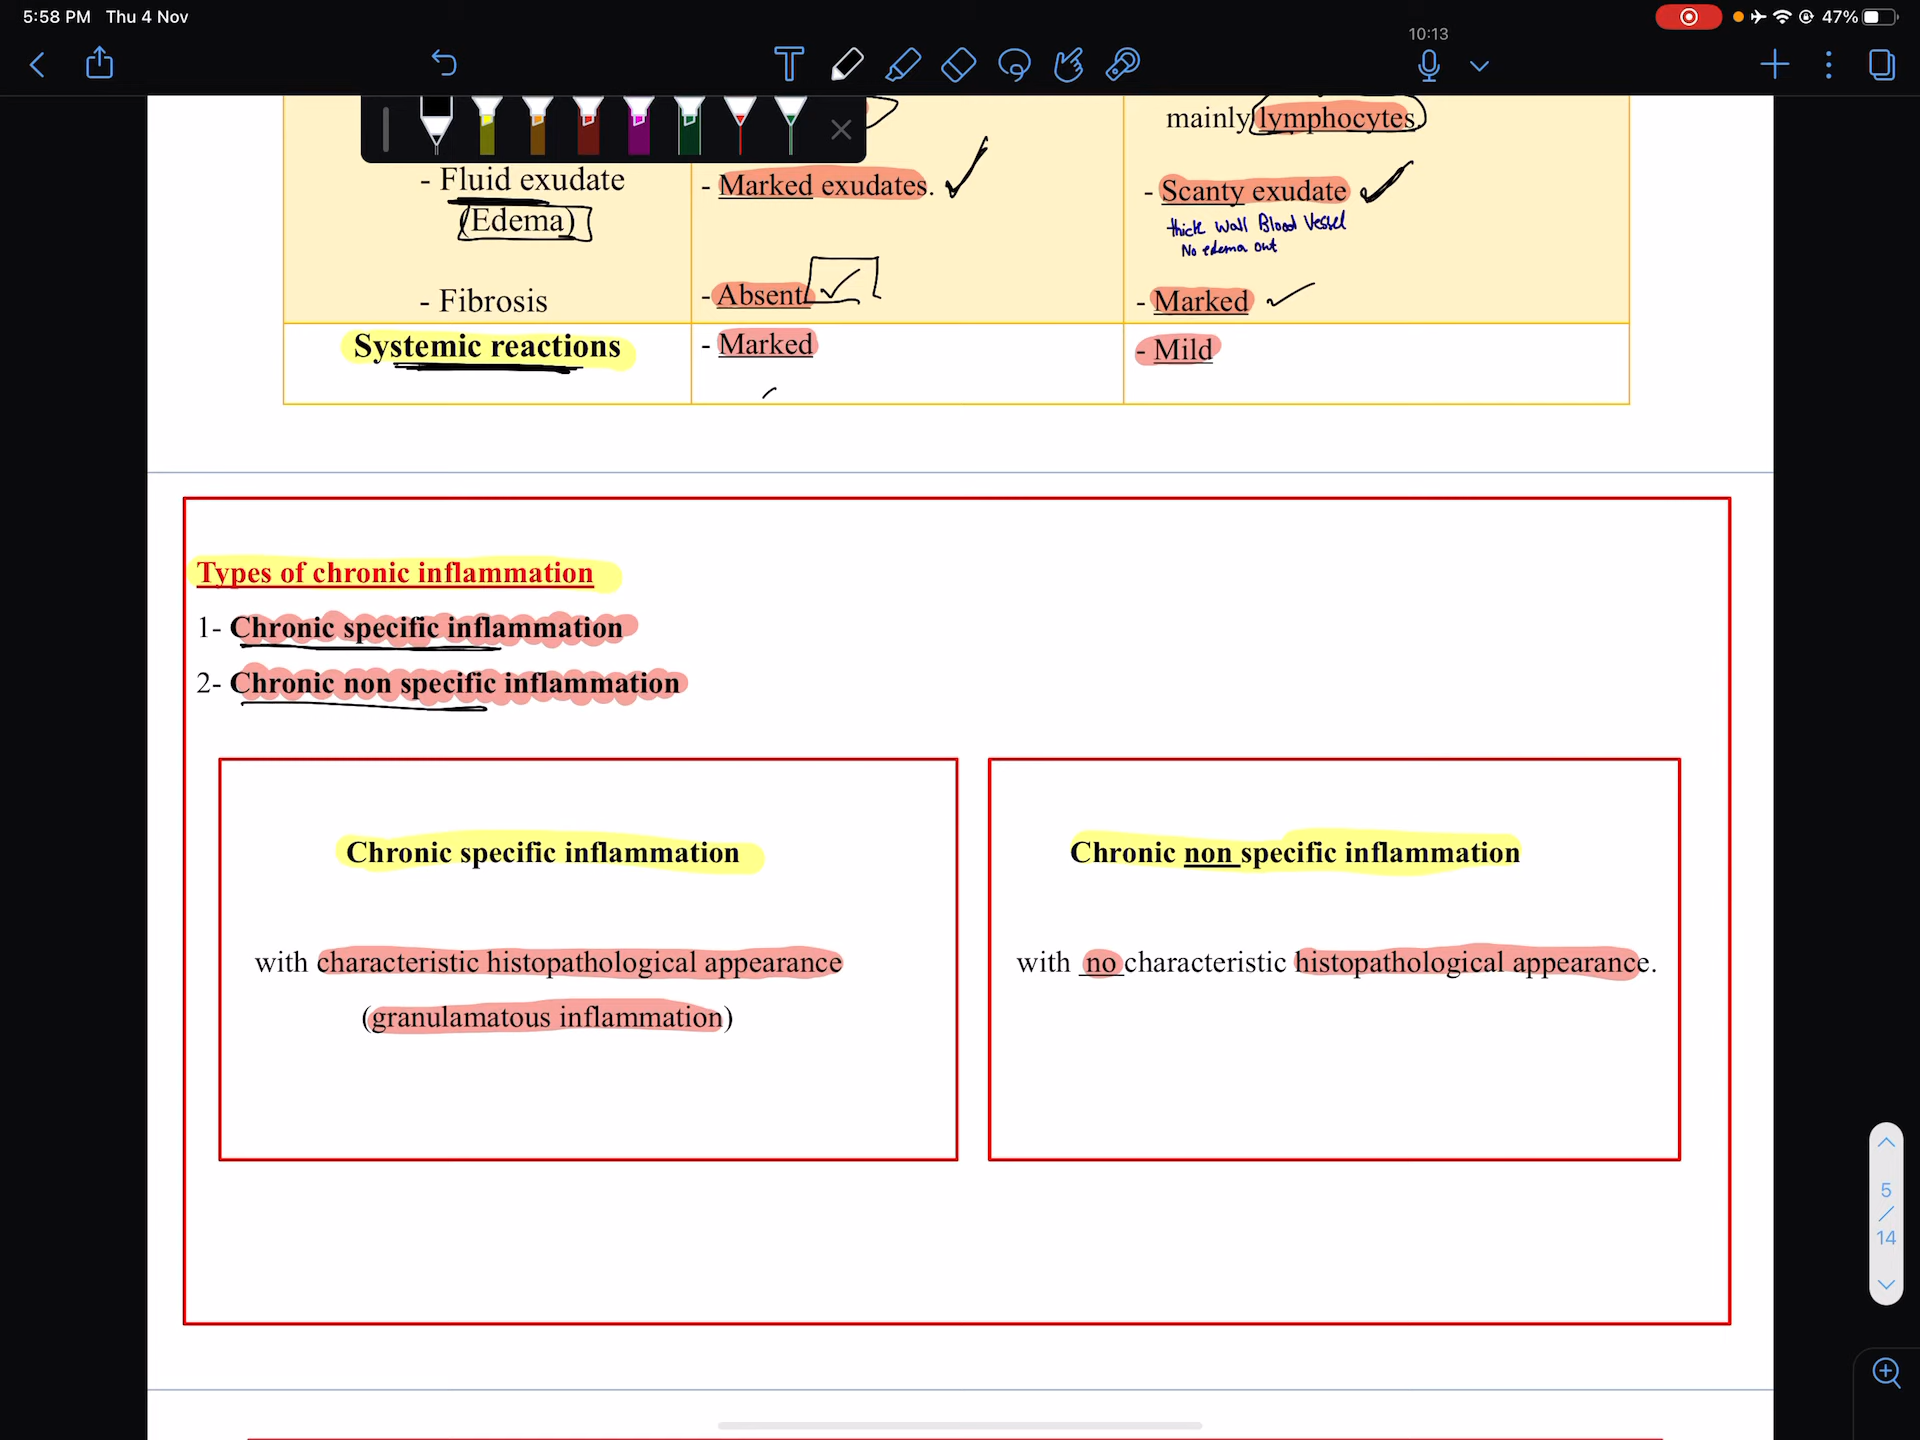 5:58 PM Thu 4 Nov
47%
10:13
mainly lymphocytes.
- Fluid exudate
(Edema)
- Marked exudates.
- Scanty exudate
thick wall Blood Vessel
No edema out
- Fibrosis
- Absent
- Marked
Systemic reactions
- Marked
- Mild
Types of chronic inflammation
1- Chronic specific inflammation
2- Chronic non specific inflammation
Chronic specific inflammation
with characteristic histopathological appearance
(granulamatous inflammation)
Chronic non specific inflammation
with no characteristic histopathological appearance.
5
/
14